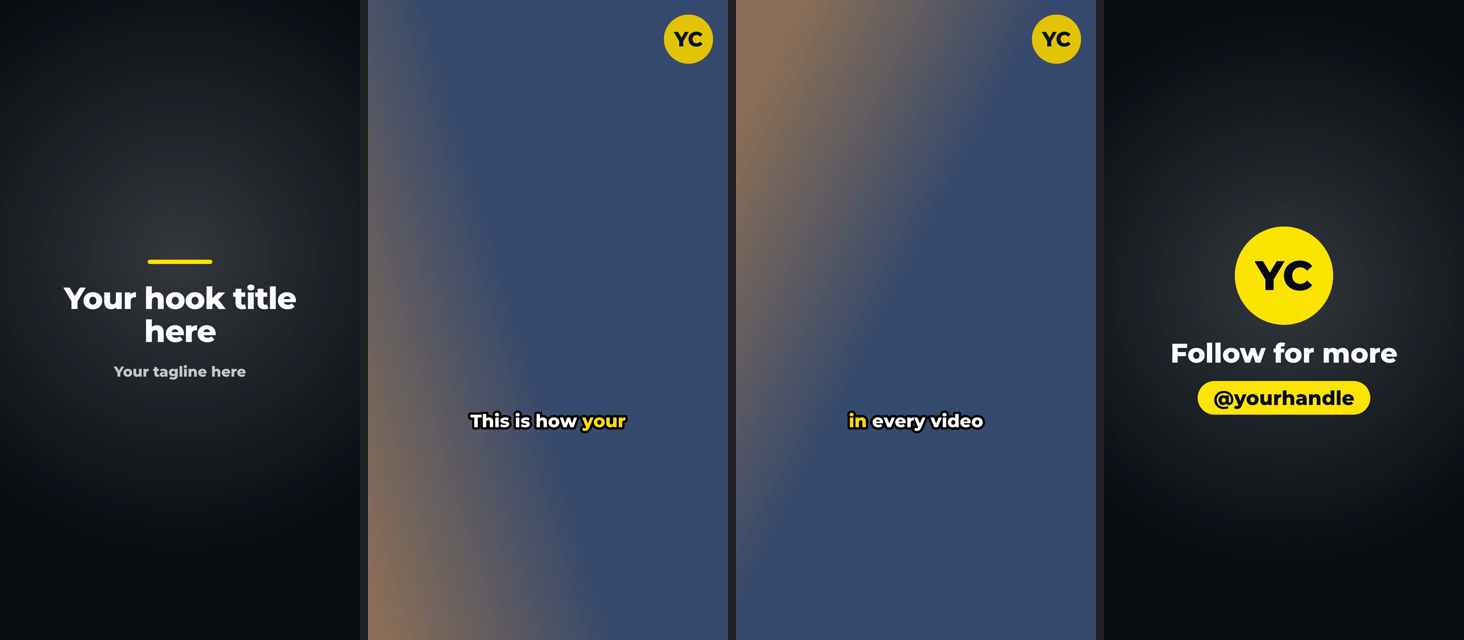 Your hook title
here
Your tagline here
YC
This is how your
YC
in every video
YC
Follow for more
@yourhandle